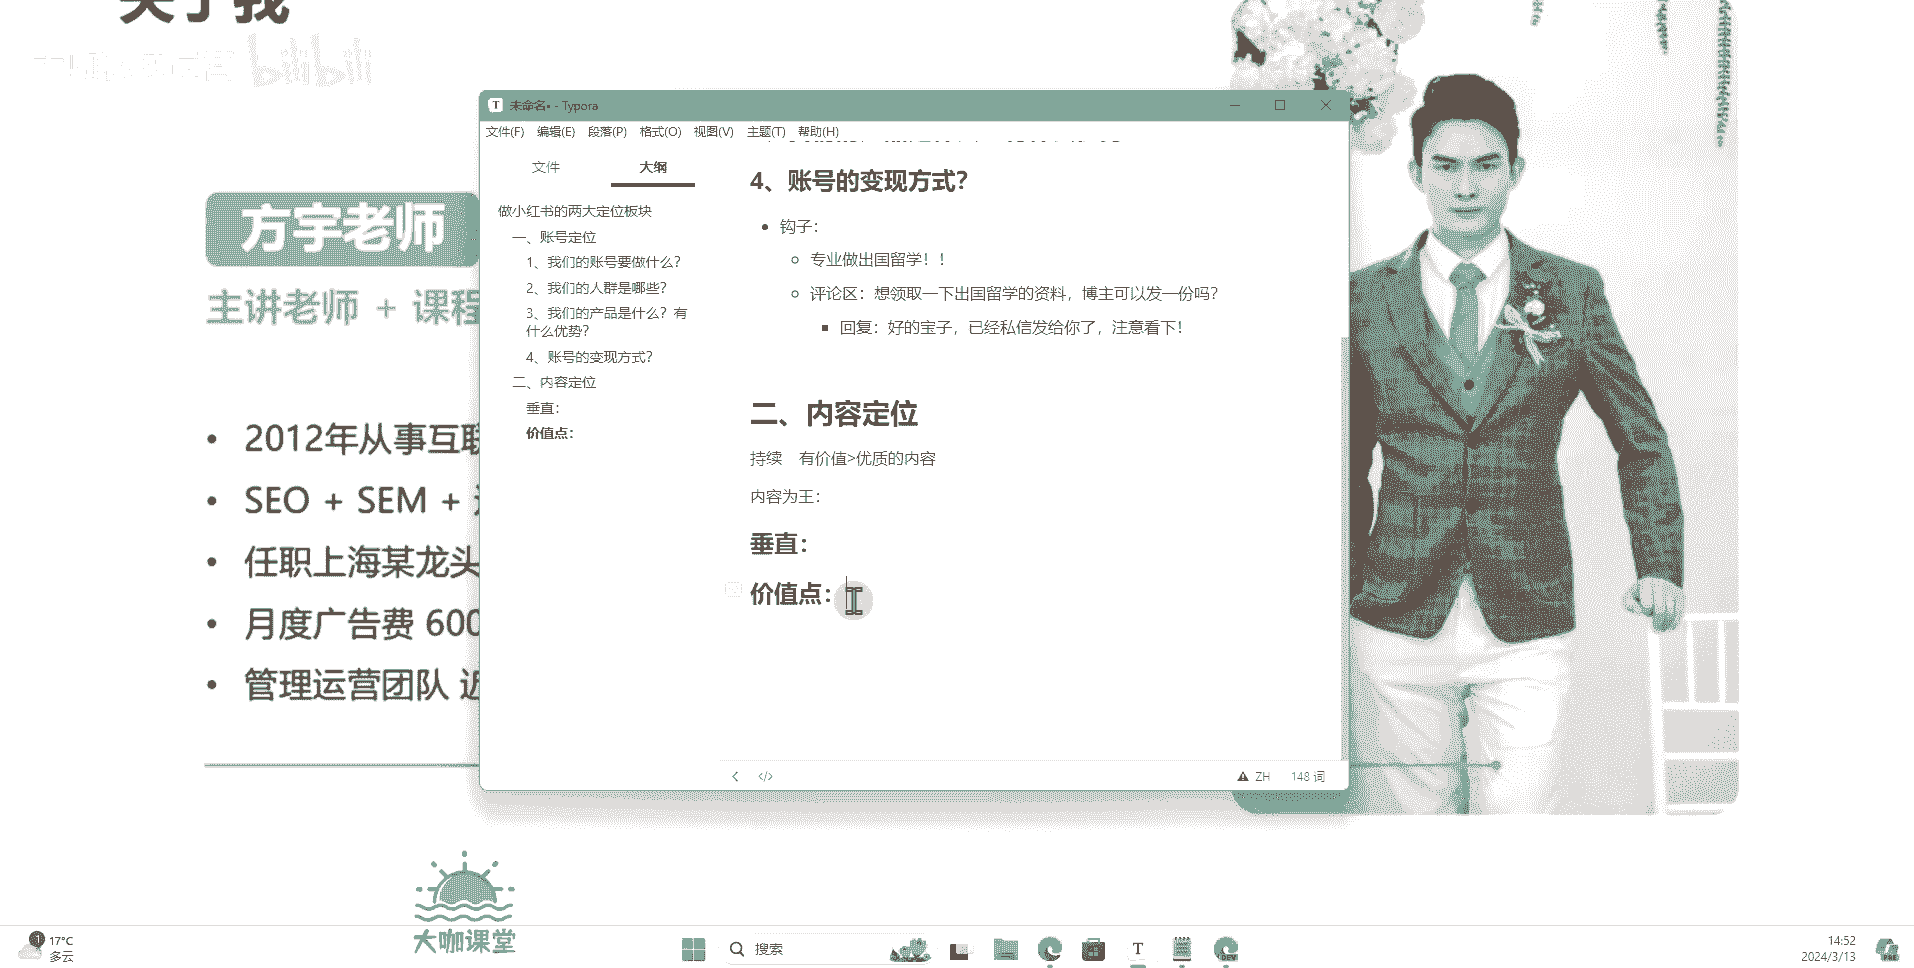 关于我
bilibili
方宇老师
主讲老师 + 课程
• 2012年从事互联
• SEO + SEM +
• 任职上海某龙头
• 月度广告费 600
• 管理运营团队 近
大咖课堂
未命名• - Typora
文件(F) 编辑(E) 段落(P) 格式(O) 视图(V) 主题(T) 帮助(H)
文件 大纲
做小红书的两大定位板块
一、账号定位
1、我们的账号要做什么?
2、我们的人群是哪些?
3、我们的产品是什么?有
什么优势?
4、账号的变现方式?
二、内容定位
垂直:
价值点:
4、账号的变现方式?
• 钩子:
专业做出国留学!!
评论区:想领取一下出国留学的资料,博主可以发一份吗?
回复:好的宝子,已经私信发给你了,注意看下!
二、内容定位
持续 有价值>优质的内容
内容为王:
垂直:
价值点:
</> ZH 148 词
1 17°C
多云
搜索
T
DEV
14:52
2024/3/13
PRE